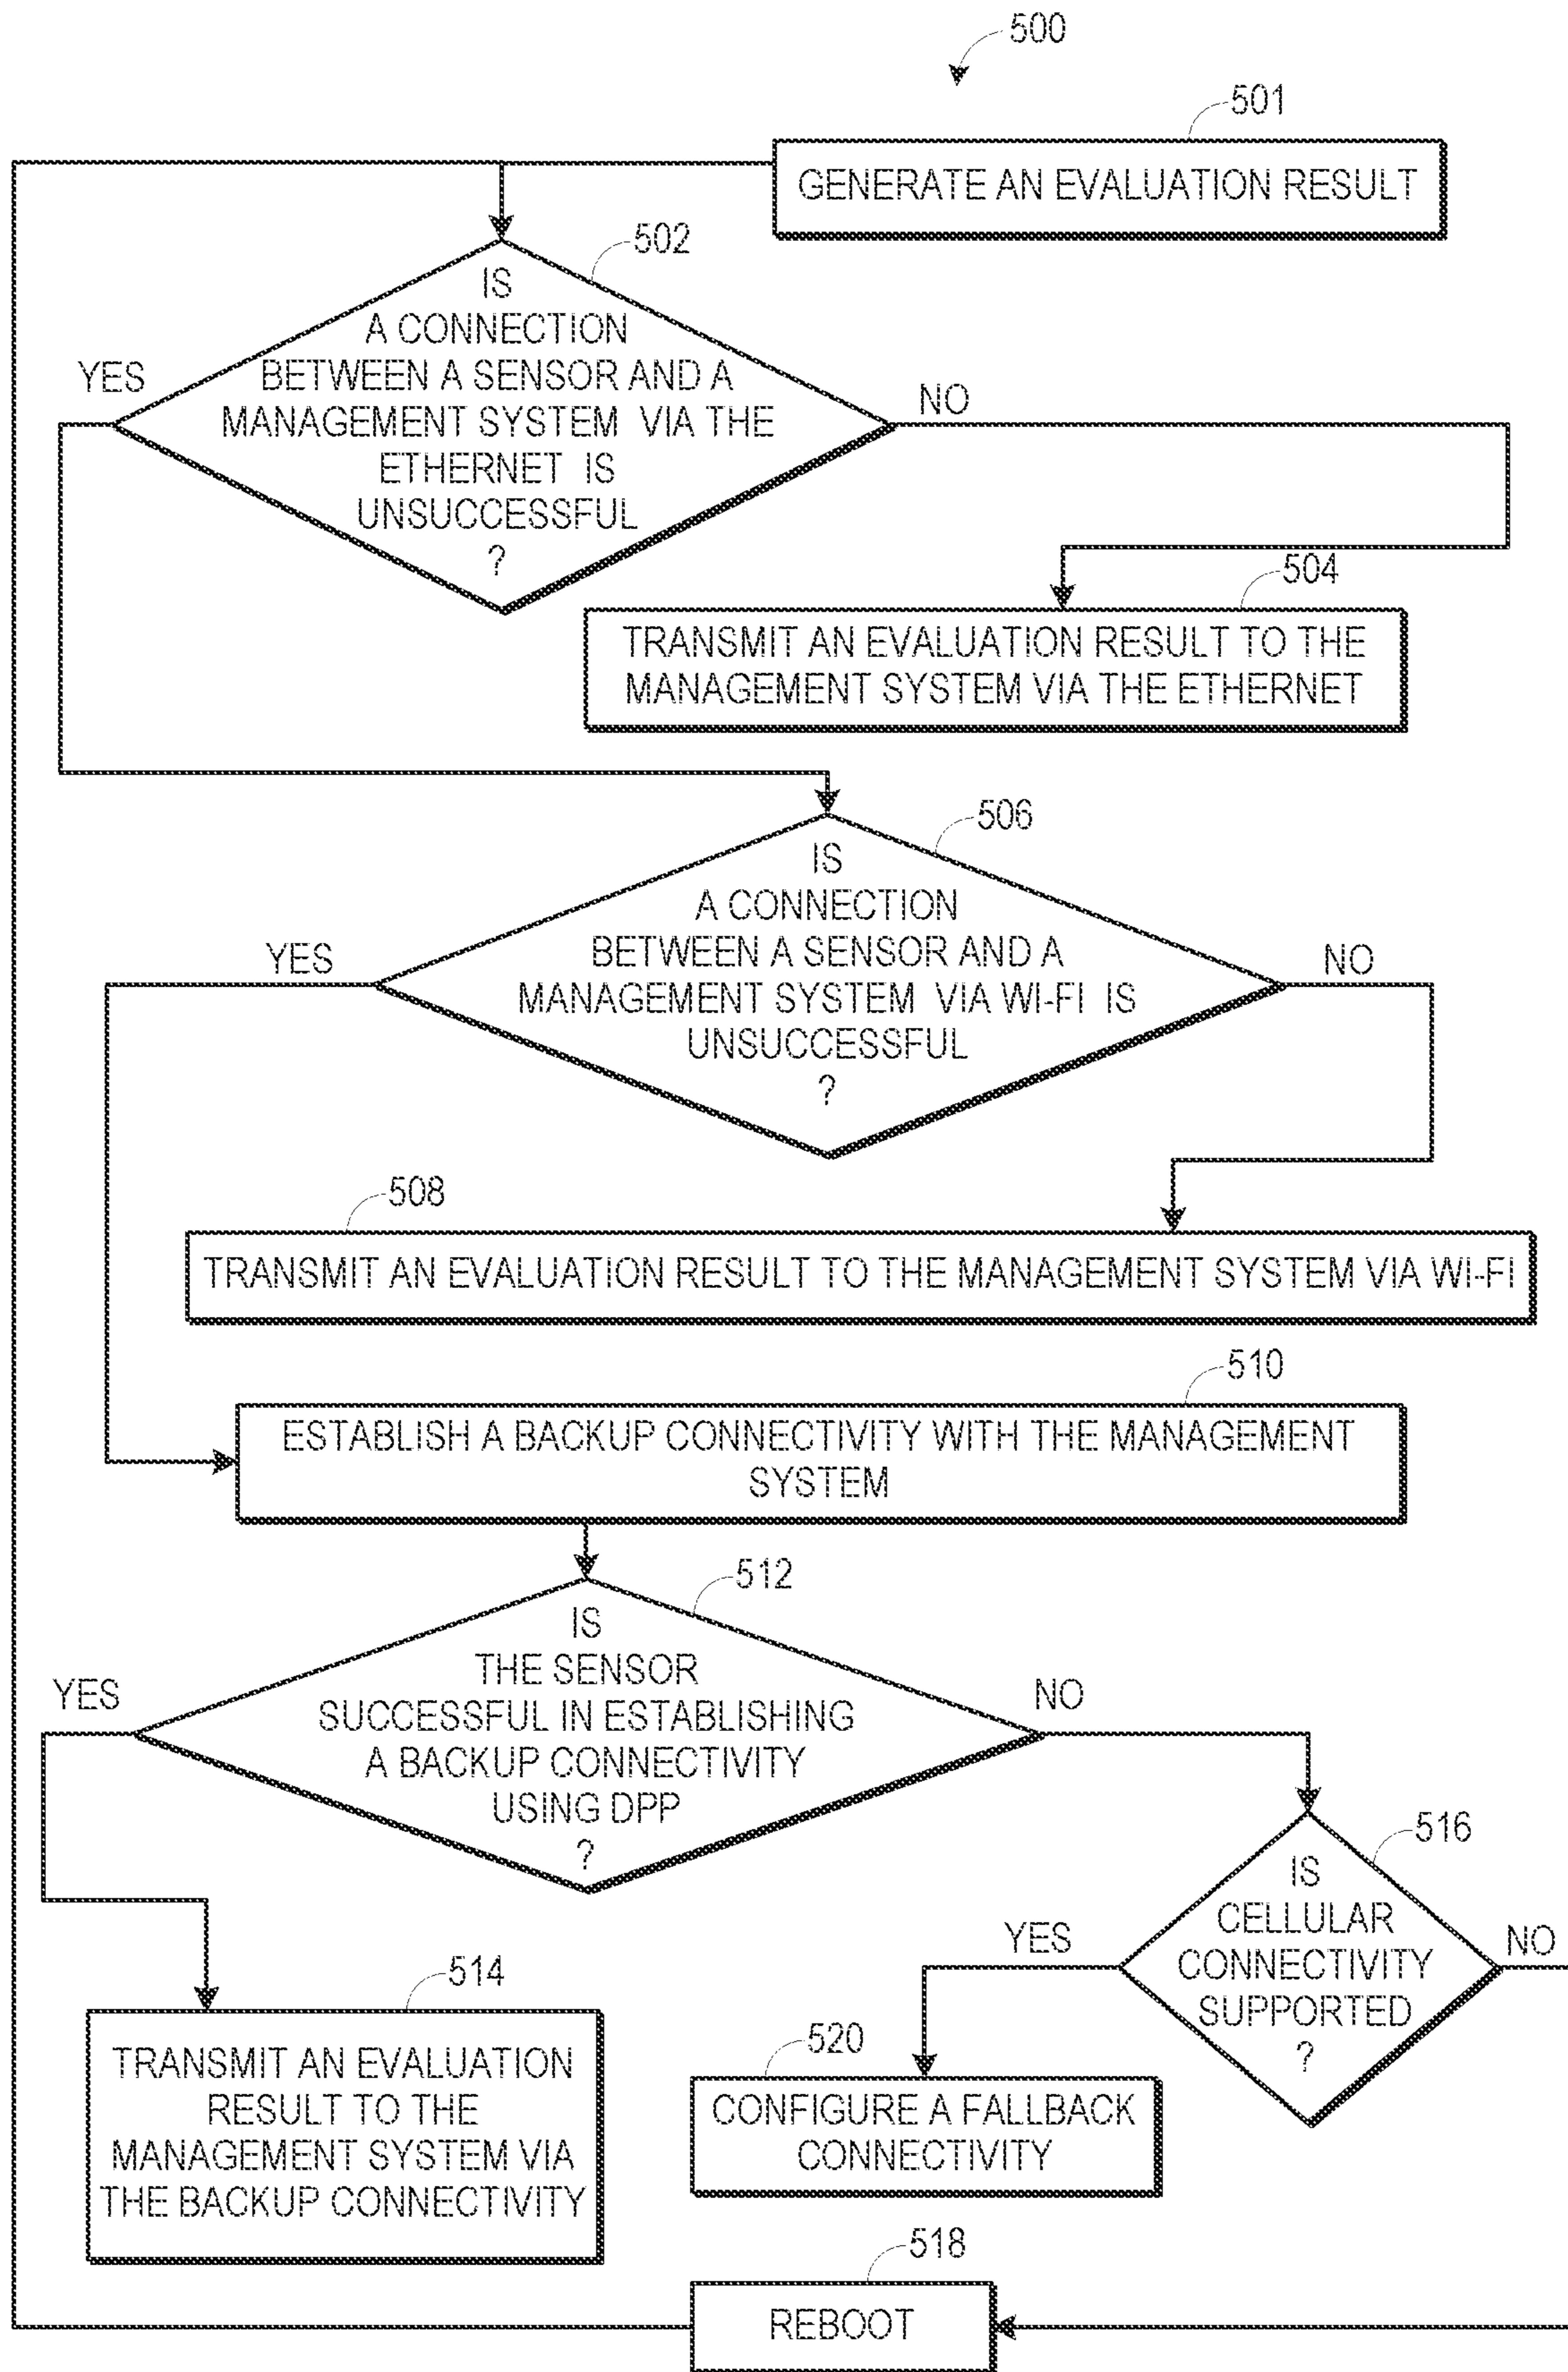 500
501
GENERATE AN EVALUATION RESULT
502
IS
A CONNECTION
BETWEEN A SENSOR AND A
MANAGEMENT SYSTEM VIA THE
ETHERNET IS
UNSUCCESSFUL
?
YES
NO
504
TRANSMIT AN EVALUATION RESULT TO THE
MANAGEMENT SYSTEM VIA THE ETHERNET
506
IS
A CONNECTION
BETWEEN A SENSOR AND A
MANAGEMENT SYSTEM VIA WI-FI IS
UNSUCCESSFUL
?
YES
NO
508
TRANSMIT AN EVALUATION RESULT TO THE MANAGEMENT SYSTEM VIA WI-FI
510
ESTABLISH A BACKUP CONNECTIVITY WITH THE MANAGEMENT
SYSTEM
512
IS
THE SENSOR
SUCCESSFUL IN ESTABLISHING
A BACKUP CONNECTIVITY
USING DPP
?
YES
NO
514
TRANSMIT AN EVALUATION
RESULT TO THE
MANAGEMENT SYSTEM VIA
THE BACKUP CONNECTIVITY
516
IS
CELLULAR
CONNECTIVITY
SUPPORTED
?
YES
NO
520
CONFIGURE A FALLBACK
CONNECTIVITY
518
REBOOT